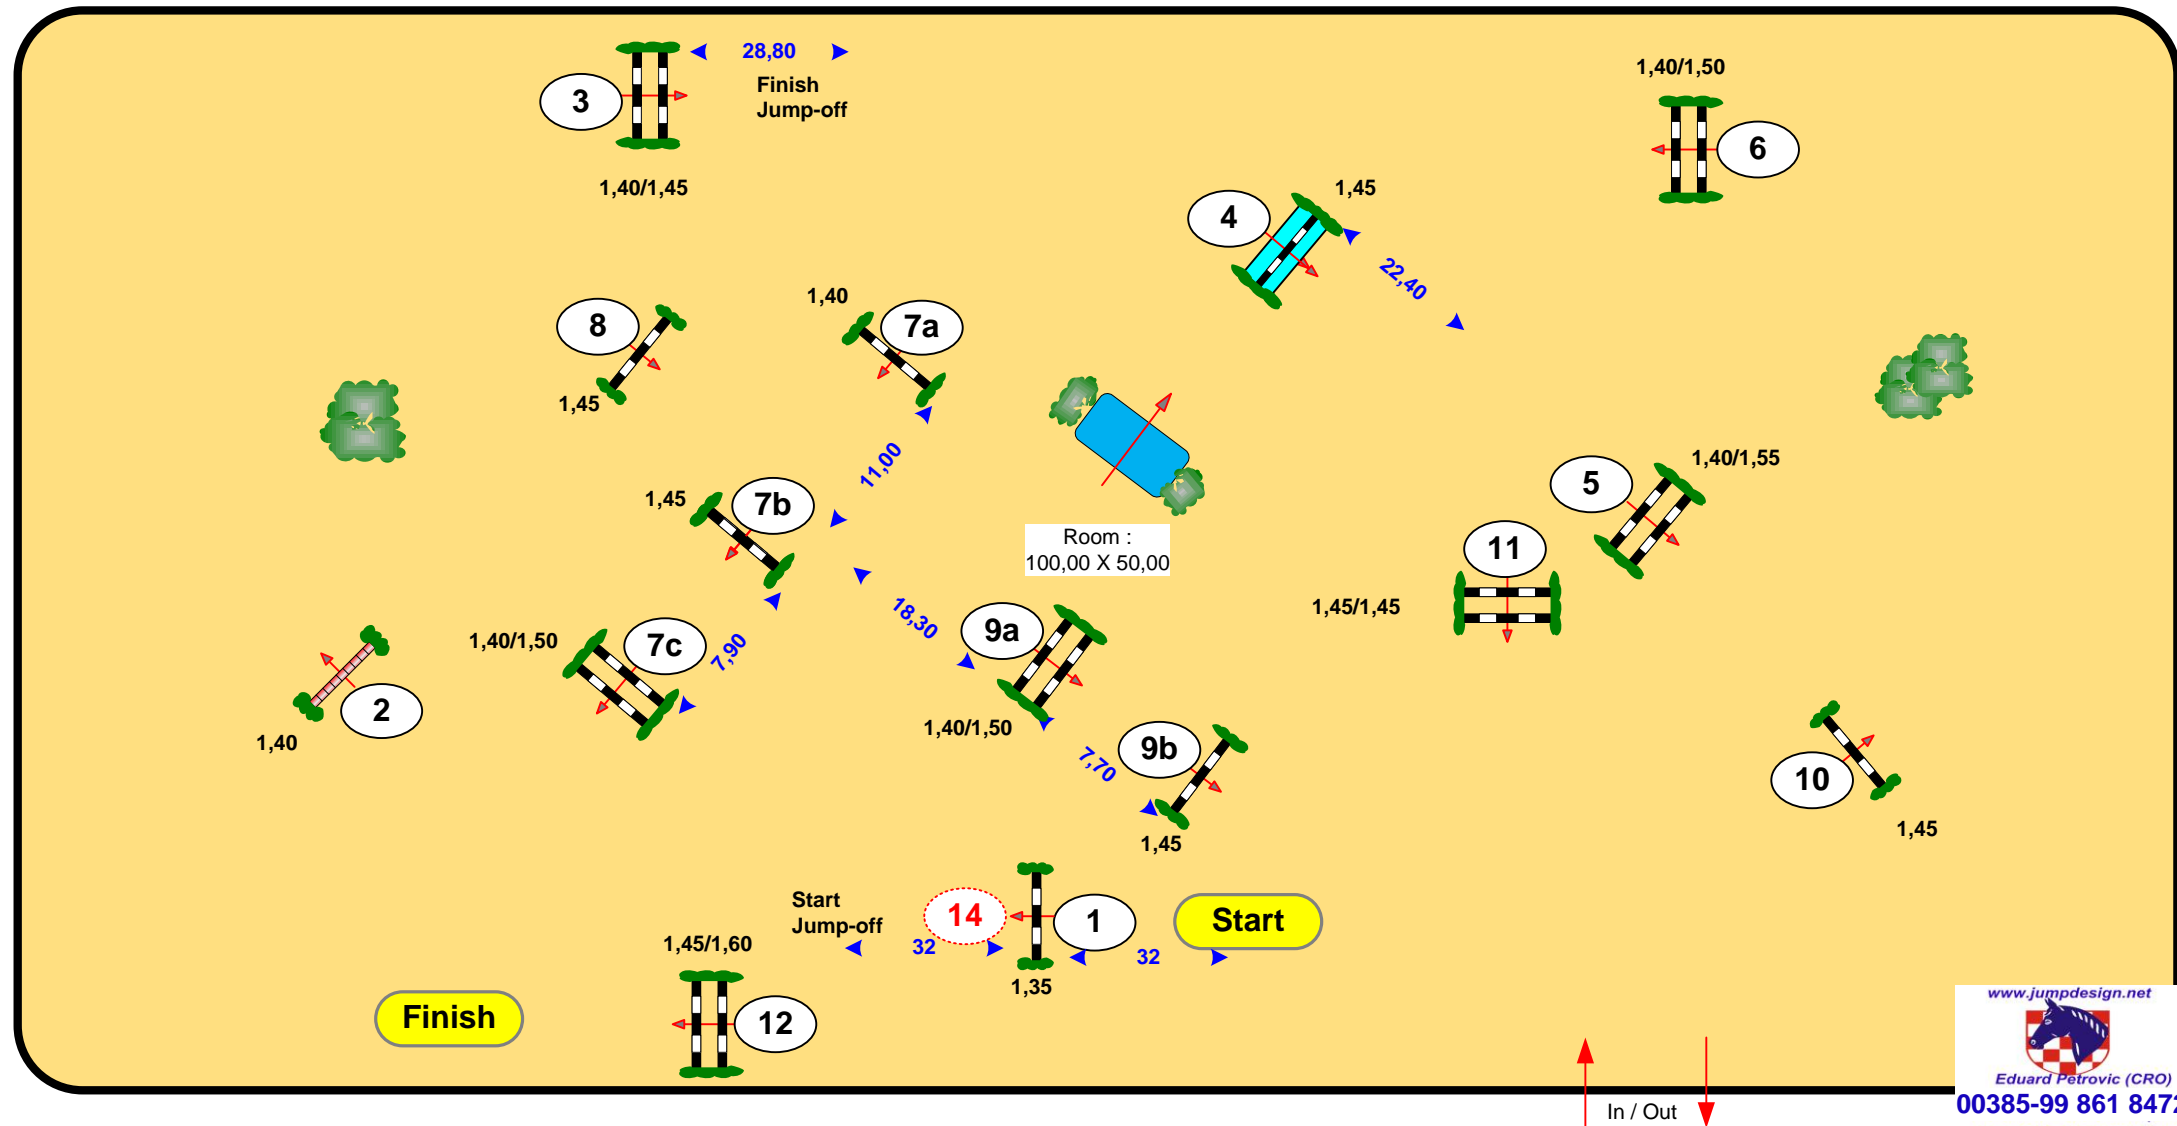 28,80
Finish
Jump-off
3
1,40/1,45
1,40/1,50
6
1,45
4
22,40
1,40
7a
8
1,45
11,00
1,40/1,55
5
1,45
7b
Room :
100,00 X 50,00
11
1,45/1,45
18,30
9a
1,40/1,50
7c
7,90
2
1,40
1,40/1,50
7,70
9b
1,45
10
1,45
Start
Jump-off
14
1
Start
32
32
1,35
1,45/1,60
Finish
12
www.jumpdesign.net
Eduard Petrovic (CRO)
00385-99 861 8472
In / Out